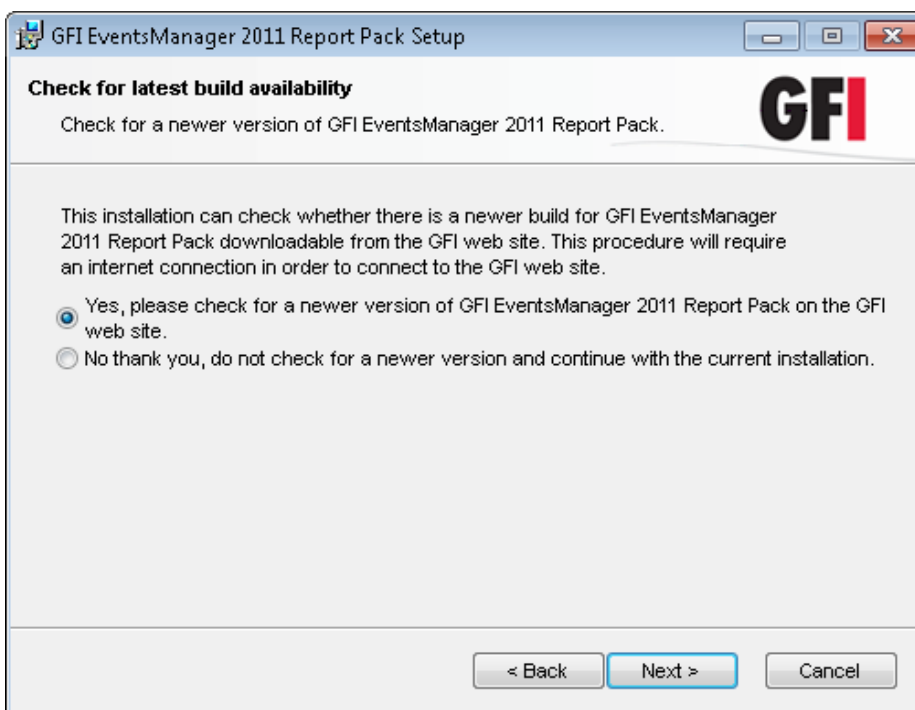 GFI EventsManager 2011 Report Pack Setup
Check for latest build availability
Check for a newer version of GFI EventsManager 2011 Report Pack.
GFI
This installation can check whether there is a newer build for GFI EventsManager
2011 Report Pack downloadable from the GFI web site. This procedure will require
an internet connection in order to connect to the GFI web site.
Yes, please check for a newer version of GFI EventsManager 2011 Report Pack on the GFI
web site.
No thank you, do not check for a newer version and continue with the current installation.
< Back
Next >
Cancel